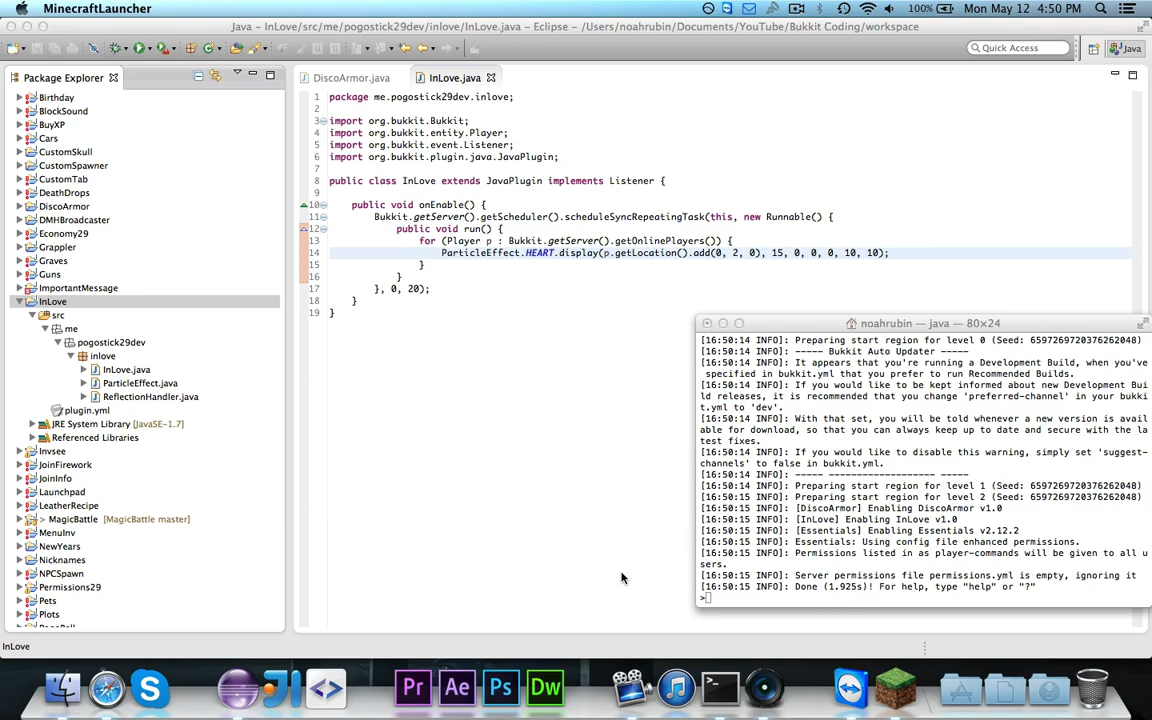 MinecraftLauncher
100%
Mon May 12 4:50 PM
Java – InLove/src/me/pogostick29dev/inlove/InLove.java – Eclipse – /Users/noahrubin/Documents/YouTube/Bukkit Coding/workspace
Quick Access
Java
Package Explorer
Birthday
BlockSound
BuyXP
Cars
CustomSkull
CustomSpawner
CustomTab
DeathDrops
DiscoArmor
DMHBroadcaster
Economy29
Grappler
Graves
Guns
ImportantMessage
InLove
src
me
pogostick29dev
inlove
InLove.java
ParticleEffect.java
ReflectionHandler.java
plugin.yml
JRE System Library [JavaSE-1.7]
Referenced Libraries
Invsee
JoinFirework
JoinInfo
Launchpad
LeatherRecipe
> MagicBattle [MagicBattle master]
MenuInv
NewYears
Nicknames
NPCSpawn
Permissions29
Pets
Plots
DiscoArmor.java
InLove.java
1 package me.pogostick29dev.inlove;
2
3 import org.bukkit.Bukkit;
4 import org.bukkit.entity.Player;
5 import org.bukkit.event.Listener;
6 import org.bukkit.plugin.java.JavaPlugin;
7
8 public class InLove extends JavaPlugin implements Listener {
9
10 public void onEnable() {
11 Bukkit.getServer().getScheduler().scheduleSyncRepeatingTask(this, new Runnable() {
12 public void run() {
13 for (Player p : Bukkit.getServer().getOnlinePlayers()) {
14 ParticleEffect.HEART.display(p.getLocation().add(0, 2, 0), 15, 0, 0, 0, 10, 10);
15 }
16 }
17 }, 0, 20);
18 }
19 }
noahrubin — java — 80×24
[16:50:14 INFO]: Preparing start region for level 0 (Seed: 6597269720376262048)
[16:50:14 INFO]: ----- Bukkit Auto Updater -----
[16:50:14 INFO]: It appears that you're running a Development Build, when you've
specified in bukkit.yml that you prefer to run Recommended Builds.
[16:50:14 INFO]: If you would like to be kept informed about new Development Bui
ld releases, it is recommended that you change 'preferred-channel' in your bukki
t.yml to 'dev'.
[16:50:14 INFO]: With that set, you will be told whenever a new version is avail
able for download, so that you can always keep up to date and secure with the la
test fixes.
[16:50:14 INFO]: If you would like to disable this warning, simply set 'suggest-
channels' to false in bukkit.yml.
[16:50:14 INFO]: ----- ------------------- -----
[16:50:14 INFO]: Preparing start region for level 1 (Seed: 6597269720376262048)
[16:50:15 INFO]: Preparing start region for level 2 (Seed: 6597269720376262048)
[16:50:15 INFO]: [DiscoArmor] Enabling DiscoArmor v1.0
[16:50:15 INFO]: [InLove] Enabling InLove v1.0
[16:50:15 INFO]: [Essentials] Enabling Essentials v2.12.2
[16:50:15 INFO]: Essentials: Using config file enhanced permissions.
[16:50:15 INFO]: Permissions listed in as player-commands will be given to all u
sers.
[16:50:15 INFO]: Server permissions file permissions.yml is empty, ignoring it
[16:50:15 INFO]: Done (1.925s)! For help, type "help" or "?"
>
InLove
Pr
Ae
Ps
Dw